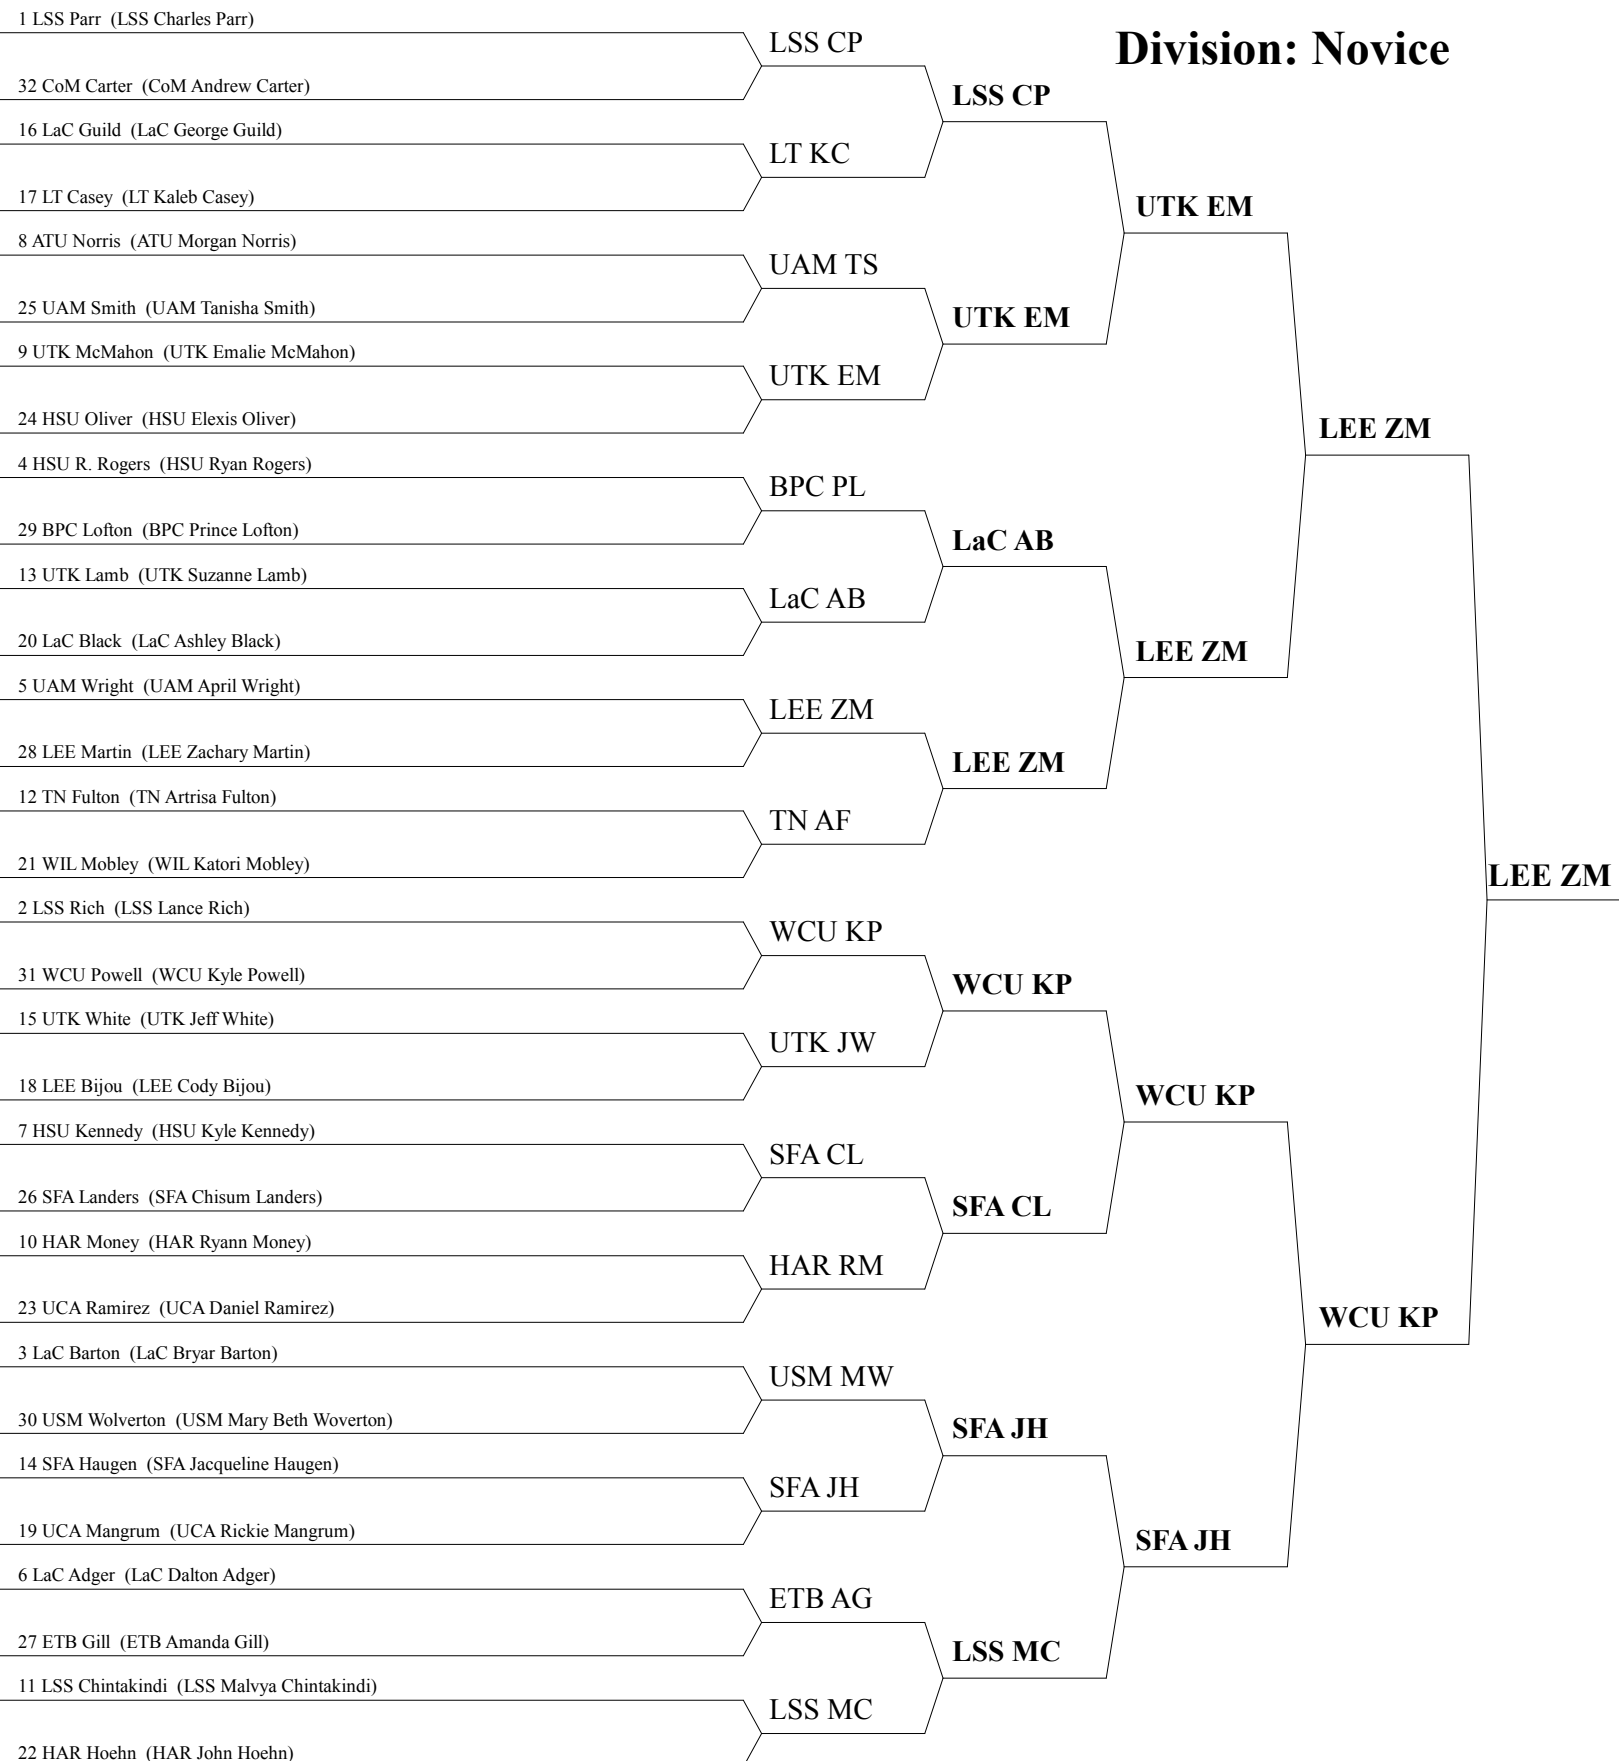 Division: Novice
1 LSS Parr (LSS Charles Parr)
32 CoM Carter (CoM Andrew Carter)
16 LaC Guild (LaC George Guild)
17 LT Casey (LT Kaleb Casey)
8 ATU Norris (ATU Morgan Norris)
25 UAM Smith (UAM Tanisha Smith)
9 UTK McMahon (UTK Emalie McMahon)
24 HSU Oliver (HSU Elexis Oliver)
4 HSU R. Rogers (HSU Ryan Rogers)
29 BPC Lofton (BPC Prince Lofton)
13 UTK Lamb (UTK Suzanne Lamb)
20 LaC Black (LaC Ashley Black)
5 UAM Wright (UAM April Wright)
28 LEE Martin (LEE Zachary Martin)
12 TN Fulton (TN Artrisa Fulton)
21 WIL Mobley (WIL Katori Mobley)
2 LSS Rich (LSS Lance Rich)
31 WCU Powell (WCU Kyle Powell)
15 UTK White (UTK Jeff White)
18 LEE Bijou (LEE Cody Bijou)
7 HSU Kennedy (HSU Kyle Kennedy)
26 SFA Landers (SFA Chisum Landers)
10 HAR Money (HAR Ryann Money)
23 UCA Ramirez (UCA Daniel Ramirez)
3 LaC Barton (LaC Bryar Barton)
30 USM Wolverton (USM Mary Beth Woverton)
14 SFA Haugen (SFA Jacqueline Haugen)
19 UCA Mangrum (UCA Rickie Mangrum)
6 LaC Adger (LaC Dalton Adger)
27 ETB Gill (ETB Amanda Gill)
11 LSS Chintakindi (LSS Malvya Chintakindi)
22 HAR Hoehn (HAR John Hoehn)
LSS CP
LT KC
UAM TS
UTK EM
BPC PL
LaC AB
LEE ZM
TN AF
WCU KP
UTK JW
SFA CL
HAR RM
USM MW
SFA JH
ETB AG
LSS MC
LSS CP
UTK EM
LaC AB
LEE ZM
WCU KP
SFA CL
SFA JH
LSS MC
UTK EM
LEE ZM
WCU KP
SFA JH
LEE ZM
WCU KP
LEE ZM